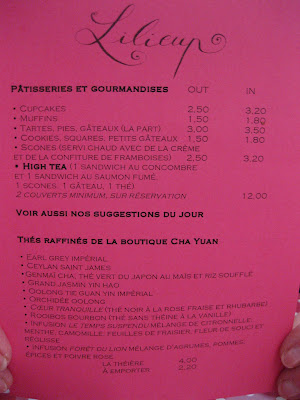 Lilicup
PÂTISSERIES ET GOURMANDISES OUT IN
• CUPCAKES 2,50 3.20
• MUFFINS 1,50 1.80
• TARTES, PIES, GÂTEAUX (LA PART) 3,00 3.50
• COOKIES, SQUARES, PETITS GÂTEAUX 1,50 1.80
• SCONES (SERVI CHAUD AVEC DE LA CRÈME
ET DE LA CONFITURE DE FRAMBOISES) 2,50 3.20
• HIGH TEA (1 SANDWICH AU CONCOMBRE
ET 1 SANDWICH AU SAUMON FUMÉ,
1 SCONES, 1 GÂTEAU, 1 THÉ)
2 COUVERTS MINIMUM, SUR RÉSERVATION 12,00
VOIR AUSSI NOS SUGGESTIONS DU JOUR
THÉS RAFFINÉS DE LA BOUTIQUE CHA YUAN
• EARL GREY IMPÉRIAL
• CEYLAN SAINT JAMES
• GENMAÏ CHA, THÉ VERT DU JAPON AU MAÏS ET RIZ SOUFFLÉ
• GRAND JASMIN YIN HAO
• OOLONG TIE GUAN YIN IMPÉRIAL
• ORCHIDÉE OOLONG
• CŒUR TRANQUILLE (THÉ NOIR À LA ROSE FRAISE ET RHUBARBE)
• ROOIBOS BOURBON (THÉ SANS THÉINE À LA VANILLE)
• INFUSION LE TEMPS SUSPENDU MÉLANGE DE CITRONNELLE,
MENTHE, CAMOMILLE, FEUILLES DE FRAISIER, FLEUR DE SOUCI ET
RÉGLISSE
• INFUSION FORÊT DU LION MÉLANGE D'AGRUMES, POMMES,
ÉPICES ET POIVRE ROSE
LA THÉIÈRE 4,00
À EMPORTER 2,20